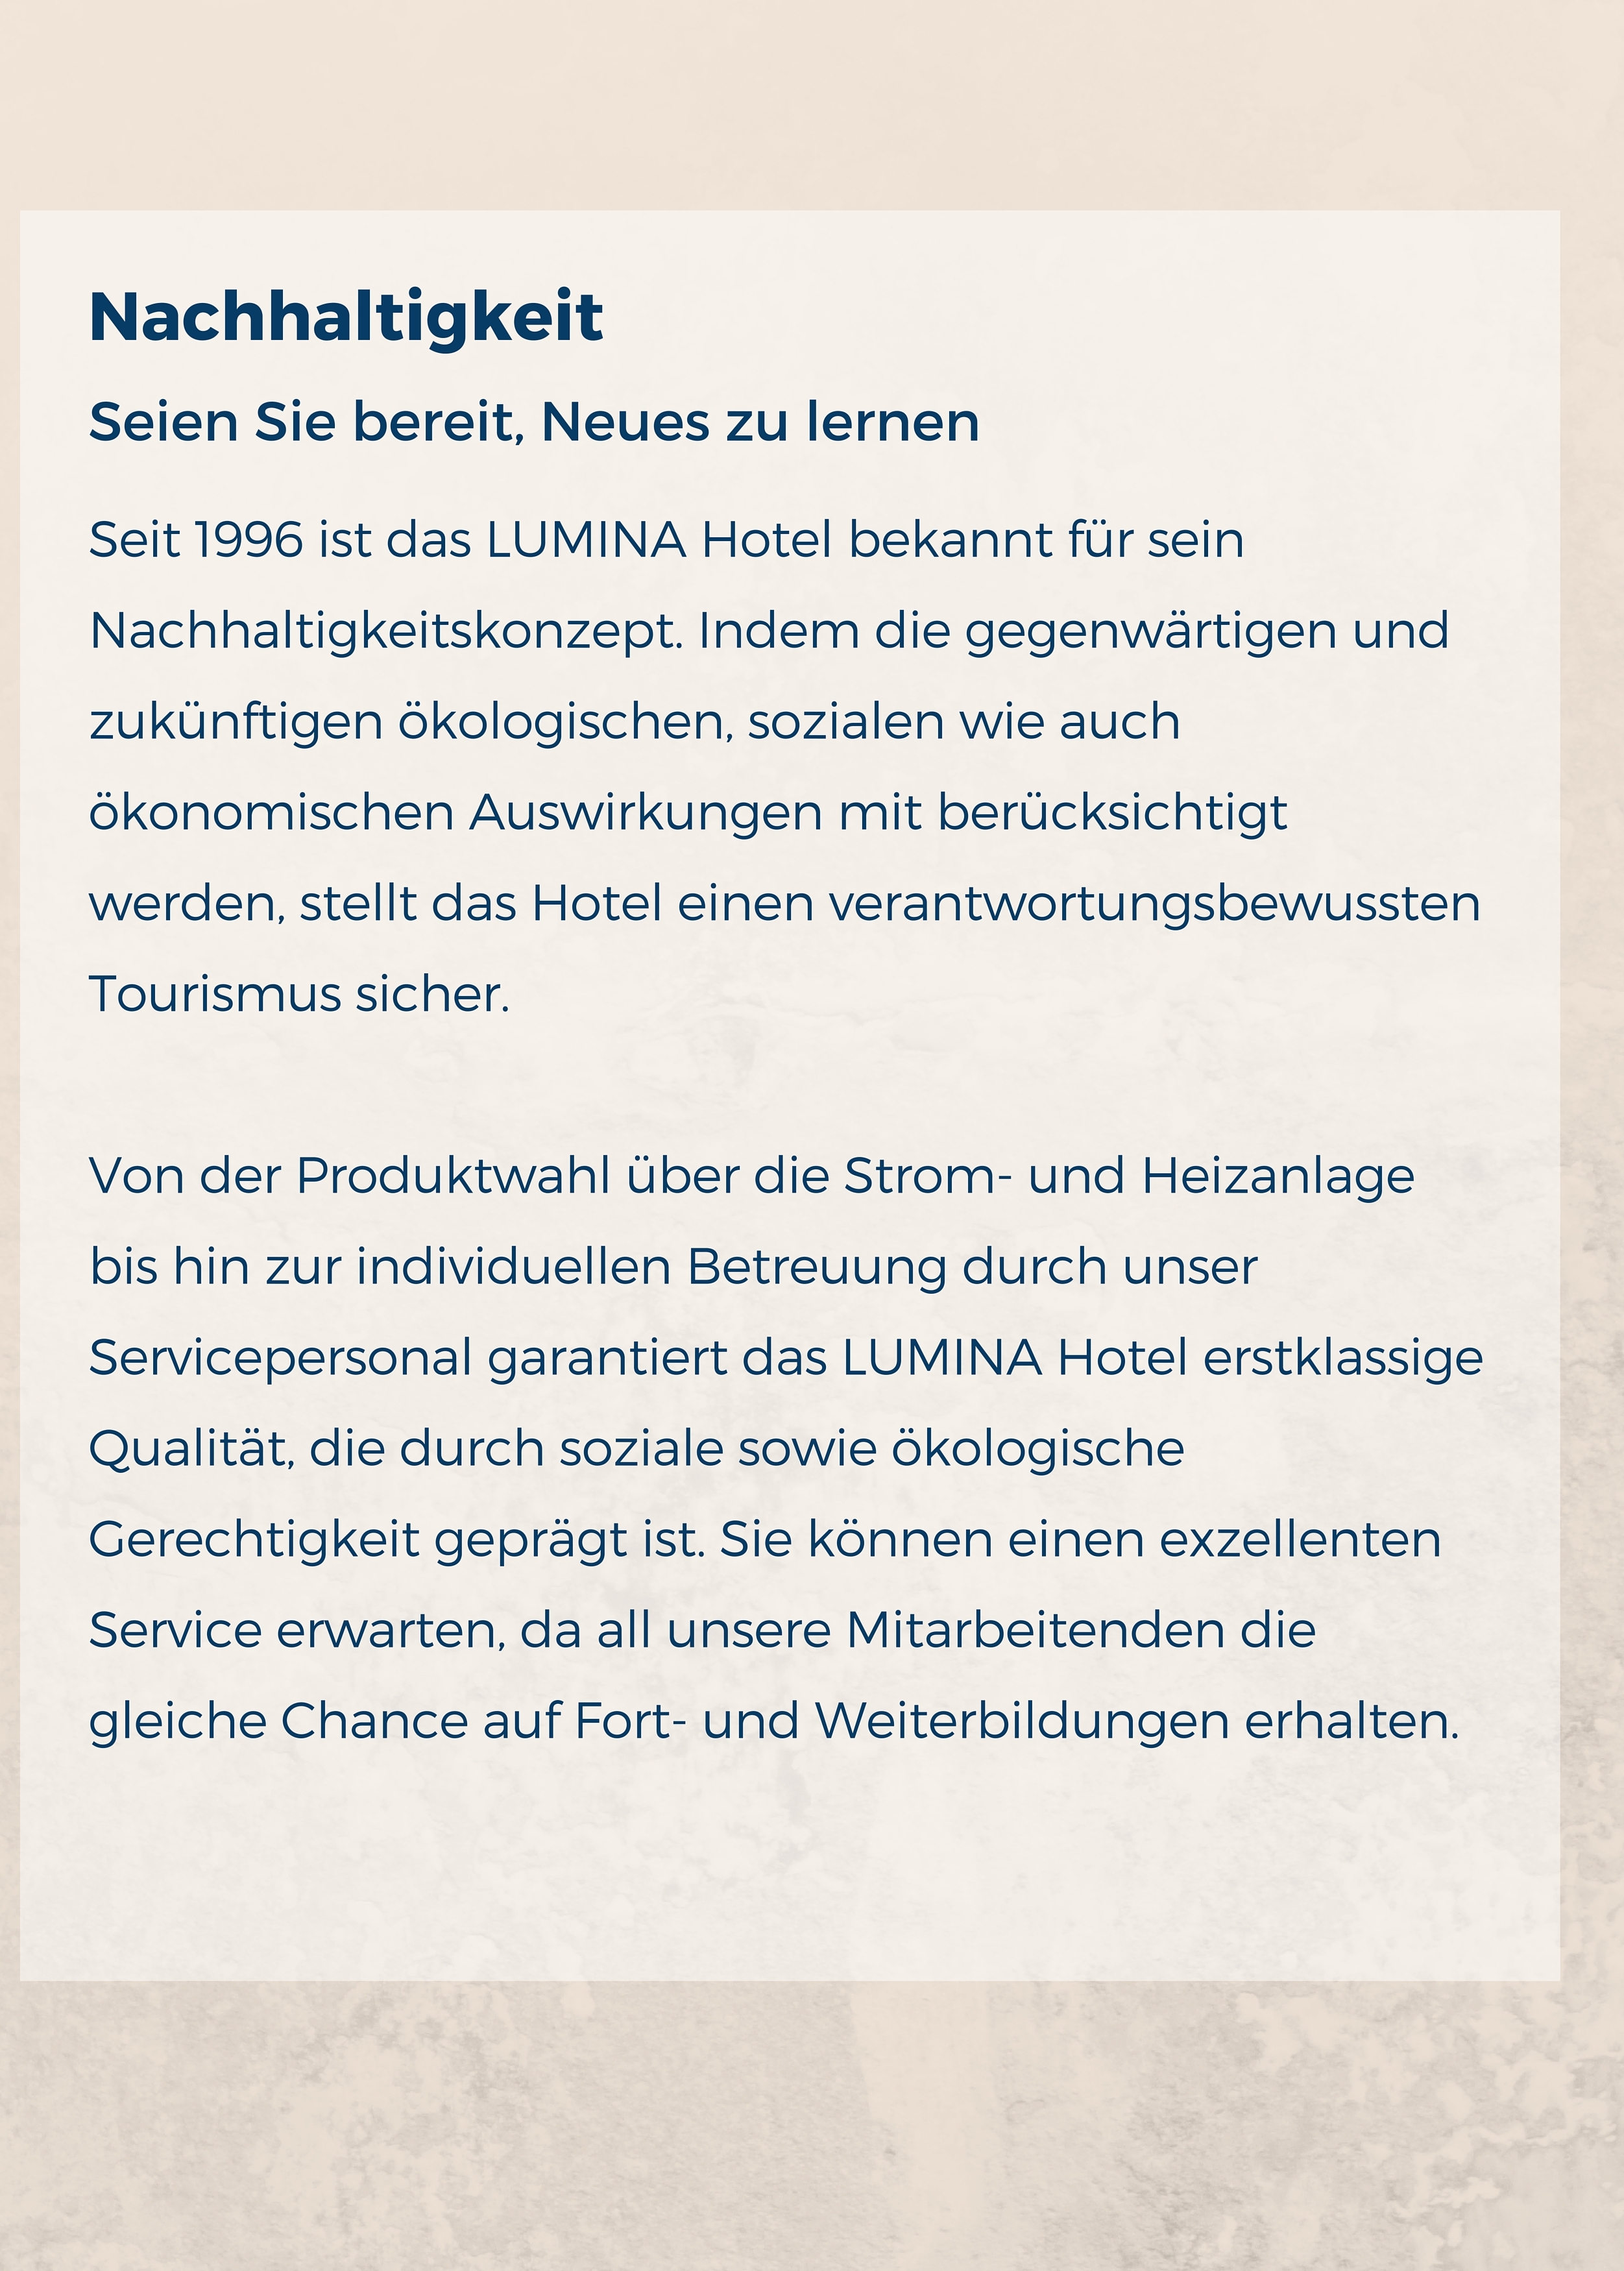 Nachhaltigkeit
Seien Sie bereit, Neues zu lernen
Seit 1996 ist das LUMINA Hotel bekannt für sein
Nachhaltigkeitskonzept. Indem die gegenwärtigen und
zukünftigen ökologischen, sozialen wie auch
ökonomischen Auswirkungen mit berücksichtigt
werden, stellt das Hotel einen verantwortungsbewussten
Tourismus sicher.
Von der Produktwahl über die Strom- und Heizanlage
bis hin zur individuellen Betreuung durch unser
Servicepersonal garantiert das LUMINA Hotel erstklassige
Qualität, die durch soziale sowie ökologische
Gerechtigkeit geprägt ist. Sie können einen exzellenten
Service erwarten, da all unsere Mitarbeitenden die
gleiche Chance auf Fort- und Weiterbildungen erhalten.